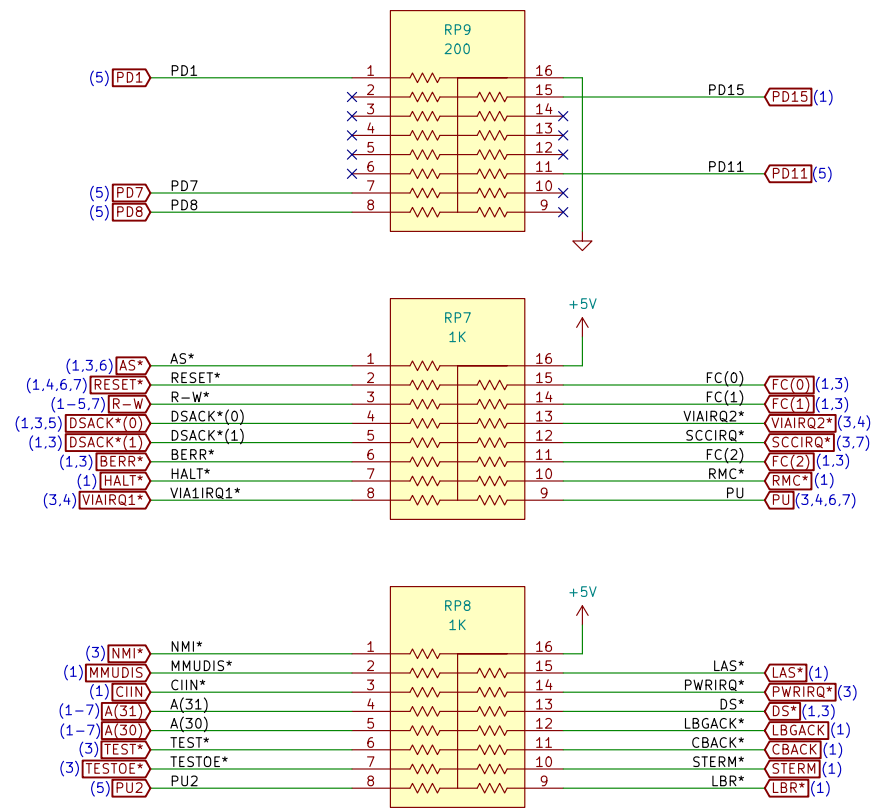 RP9
200
(5) PD1 PD1 1 16
2 15 PD15 PD15 (1)
3 14
4 13
5 12
6 11 PD11 PD11 (5)
(5) PD7 PD7 7 10
(5) PD8 PD8 8 9
+5V
RP7
1K
(1,3,6) AS* AS* 1 16
(1,4,6,7) RESET* RESET* 2 15 FC(0) FC(0) (1,3)
(1-5,7) R-W R-W* 3 14 FC(1) FC(1) (1,3)
(1,3,5) DSACK*(0) DSACK*(0) 4 13 VIAIRQ2* VIAIRQ2* (3,4)
(1,3) DSACK*(1) DSACK*(1) 5 12 SCCIRQ* SCCIRQ* (3,7)
(1,3) BERR* BERR* 6 11 FC(2) FC(2) (1,3)
(1) HALT* HALT* 7 10 RMC* RMC* (1)
(3,4) VIAIRQ1* VIA1IRQ1* 8 9 PU PU (3,4,6,7)
+5V
RP8
1K
(3) NMI* NMI* 1 16
(1) MMUDIS MMUDIS* 2 15 LAS* LAS* (1)
(1) CIIN CIIN* 3 14 PWRIRQ* PWRIRQ* (3)
(1-7) A(31) A(31) 4 13 DS* DS* (1,3)
(1-7) A(30) A(30) 5 12 LBGACK* LBGACK (1)
(3) TEST* TEST* 6 11 CBACK* CBACK (1)
(3) TESTOE* TESTOE* 7 10 STERM* STERM (1)
(5) PU2 PU2 8 9 LBR* LBR* (1)